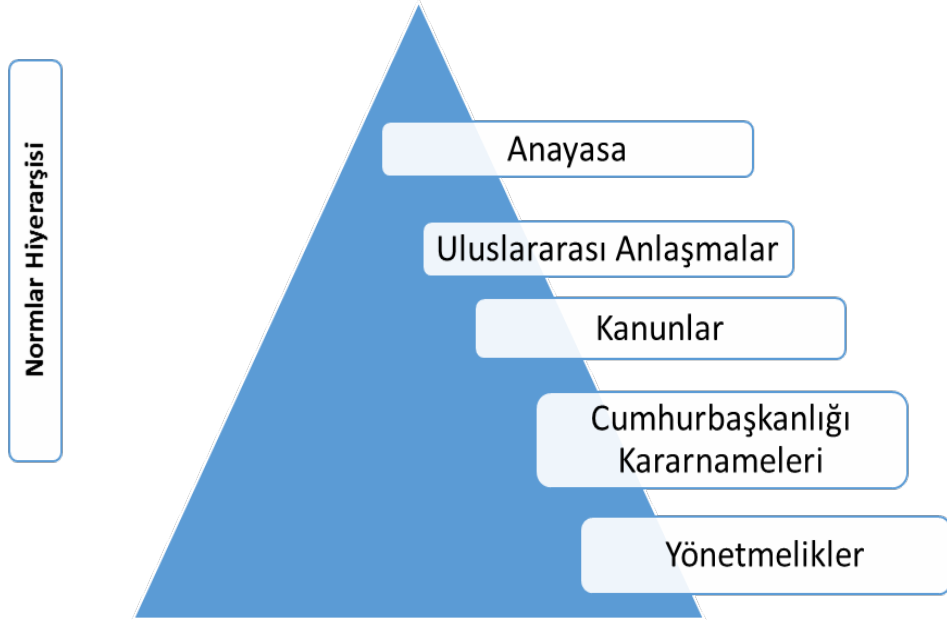 Normlar Hiyerarşisi
Anayasa
Uluslararası Anlaşmalar
Kanunlar
Cumhurbaşkanlığı
Kararnameleri
Yönetmelikler